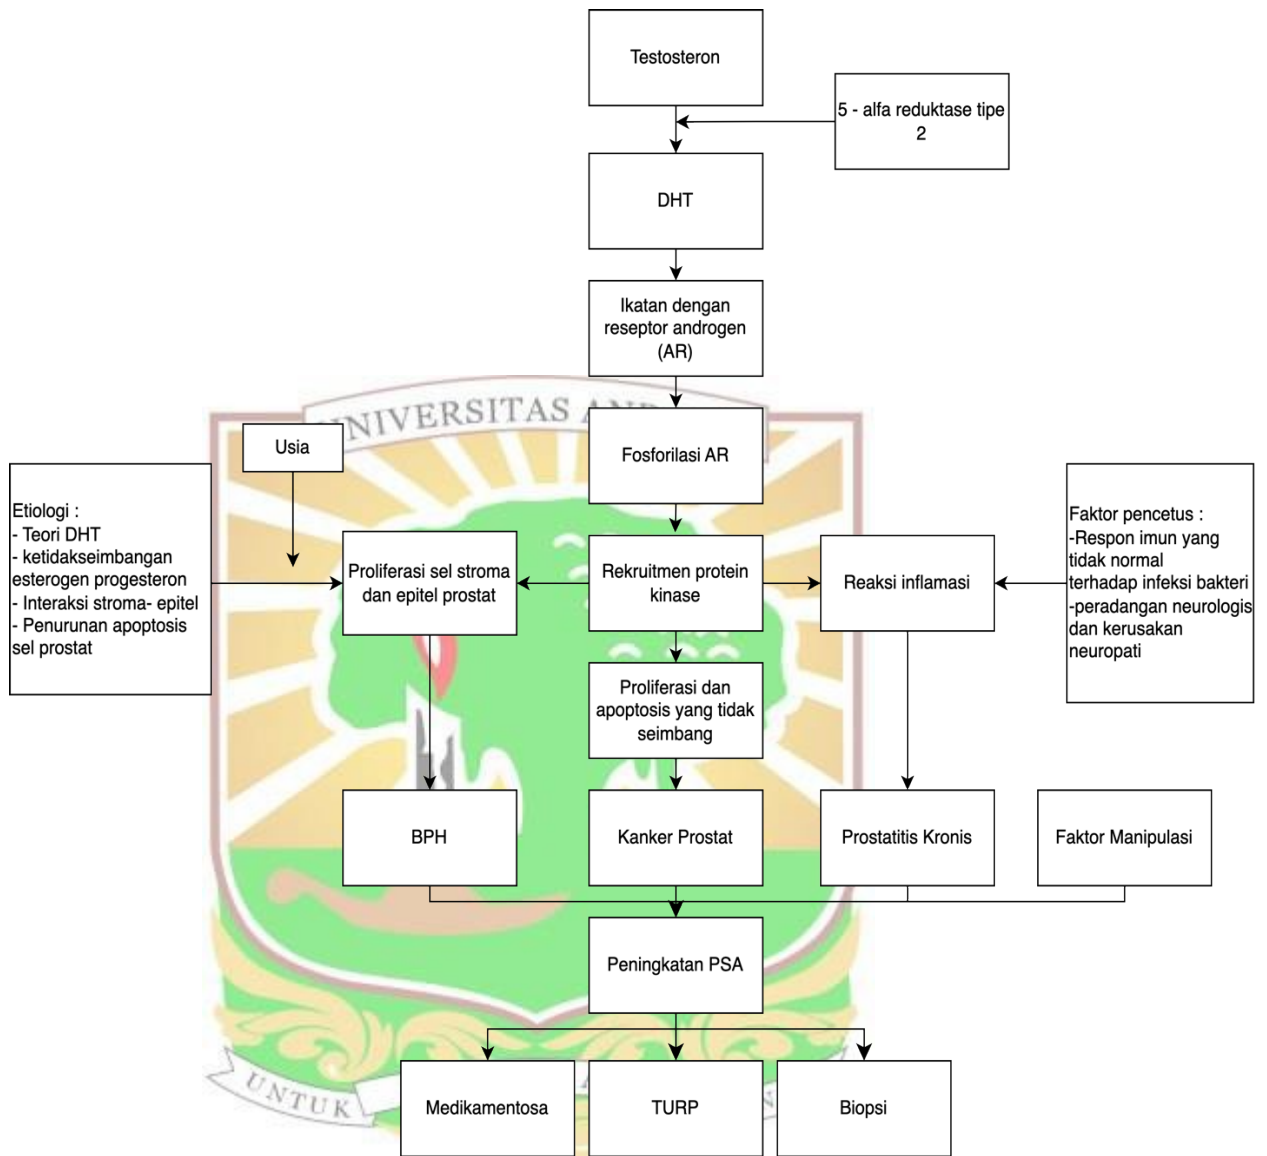 Testosteron
5 - alfa reduktase tipe
2
DHT
Ikatan dengan
reseptor androgen
(AR)
UNIVERSITAS AND
Usia
Fosforilasi AR
Etiologi :
- Teori DHT
- ketidakseimbangan
esterogen progesteron
- Interaksi stroma- epitel
- Penurunan apoptosis
sel prostat
Proliferasi sel stroma
dan epitel prostat
Rekruitmen protein
kinase
Reaksi inflamasi
Faktor pencetus :
-Respon imun yang
tidak normal
terhadap infeksi bakteri
-peradangan neurologis
dan kerusakan
neuropati
Proliferasi dan
apoptosis yang tidak
seimbang
BPH
Kanker Prostat
Prostatitis Kronis
Faktor Manipulasi
Peningkatan PSA
Medikamentosa
TURP
Biopsi
UNTUK